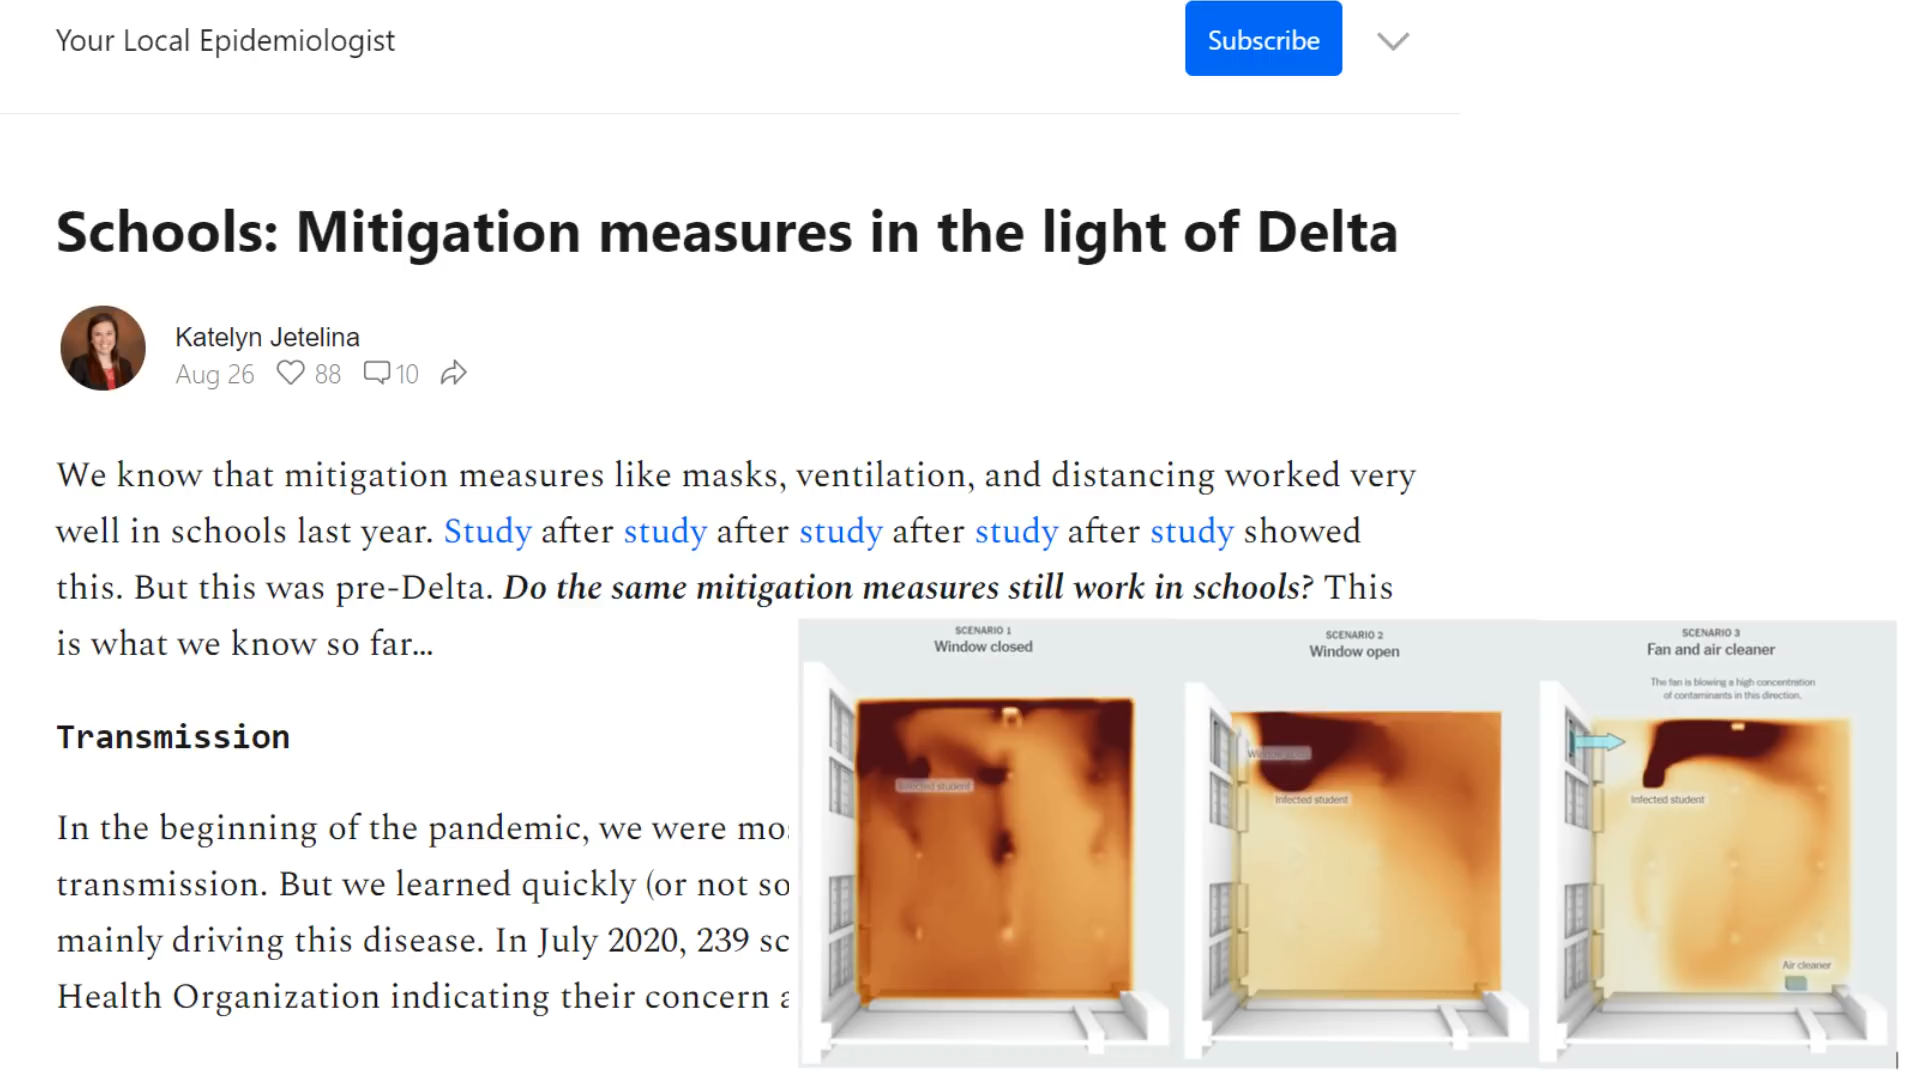 Your Local Epidemiologist
Subscribe
Schools: Mitigation measures in the light of Delta
Katelyn Jetelina
Aug 26 88 10
We know that mitigation measures like masks, ventilation, and distancing worked very
well in schools last year. Study after study after study after study after study showed
this. But this was pre-Delta. Do the same mitigation measures still work in schools? This
is what we know so far...
Transmission
In the beginning of the pandemic, we were
transmission. But we learned quickly (or not so
mainly driving this disease. In July 2020, 239
Health Organization indicating their concern
SCENARIO 1
Window closed
Infected student
SCENARIO 2
Window open
Window open
Infected student
SCENARIO 3
Fan and air cleaner
The fan is blowing a high concentration
of contaminants in this direction.
Infected student
Air cleaner